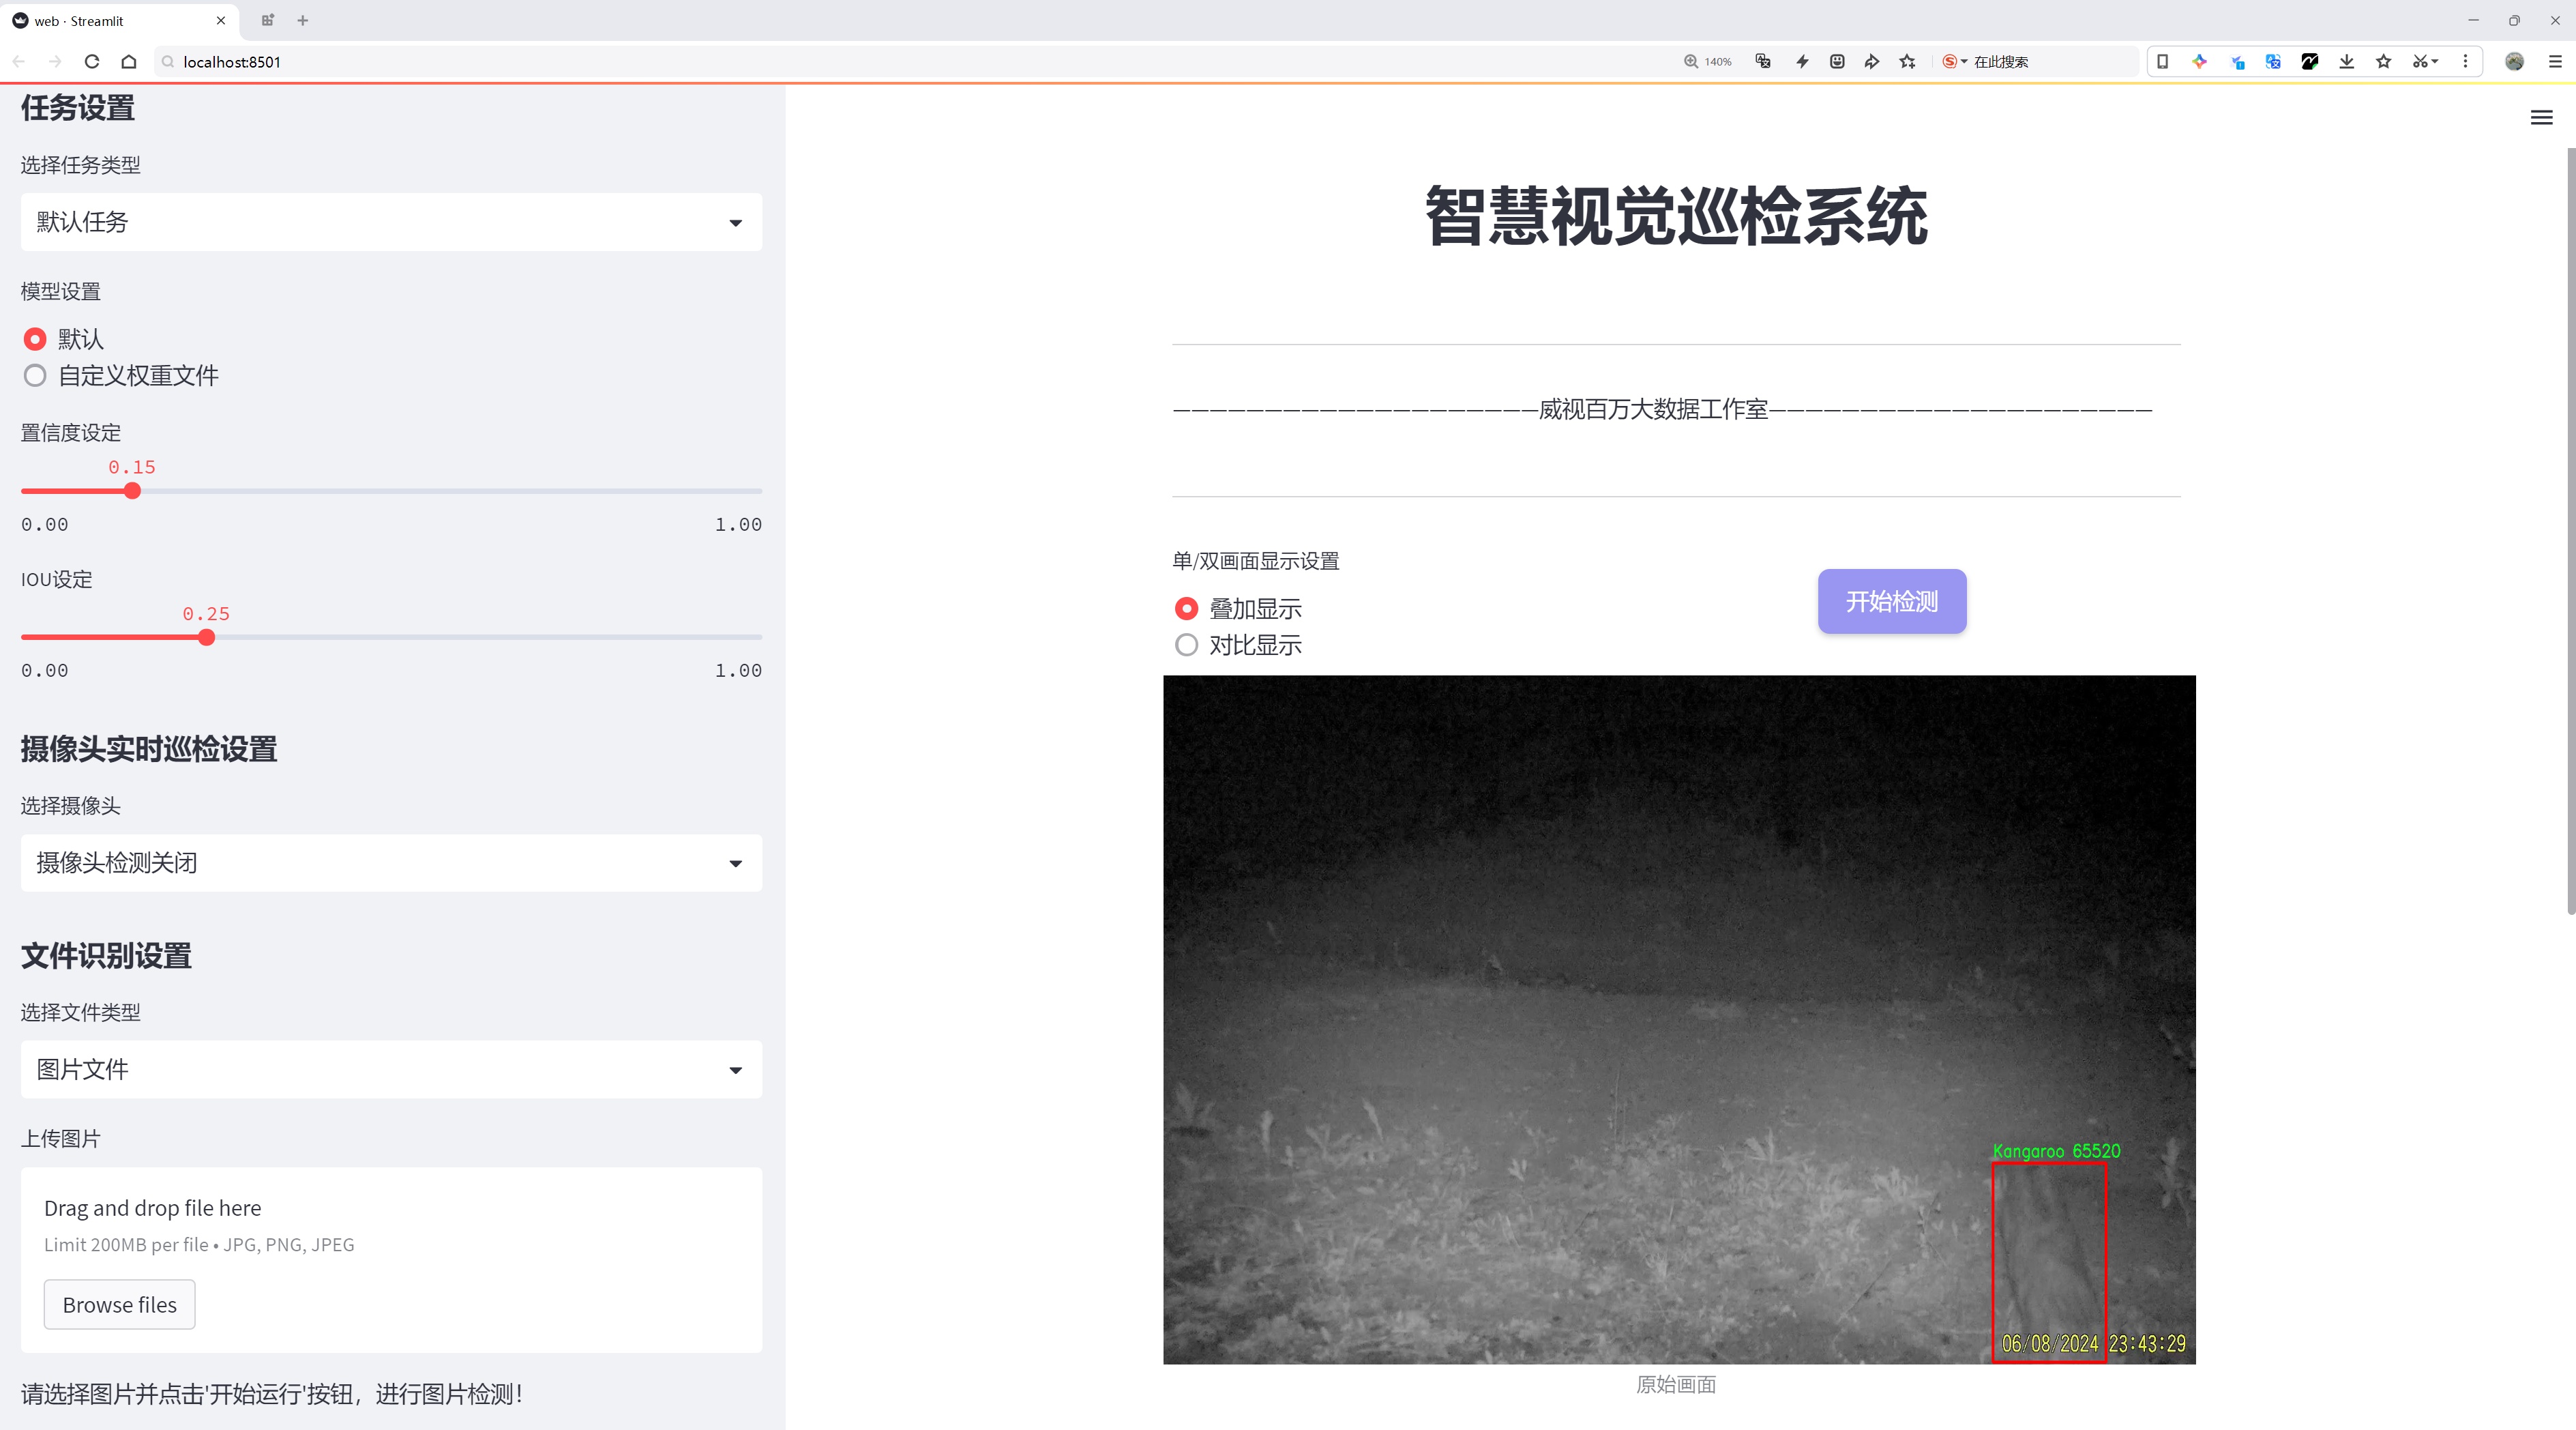 web · Streamlit
localhost:8501
140%
在此搜索
任务设置
选择任务类型
默认任务
模型设置
默认
自定义权重文件
置信度设定
0.15
0.00
1.00
IOU设定
0.25
0.00
1.00
摄像头实时巡检设置
选择摄像头
摄像头检测关闭
文件识别设置
选择文件类型
图片文件
上传图片
Drag and drop file here
Limit 200MB per file • JPG, PNG, JPEG
Browse files
请选择图片并点击'开始运行'按钮，进行图片检测！
智慧视觉巡检系统
————————————————————威视百万大数据工作室—————————————————————
单/双画面显示设置
叠加显示
对比显示
开始检测
Kangaroo 65520
06/08/2024 23:43:29
原始画面